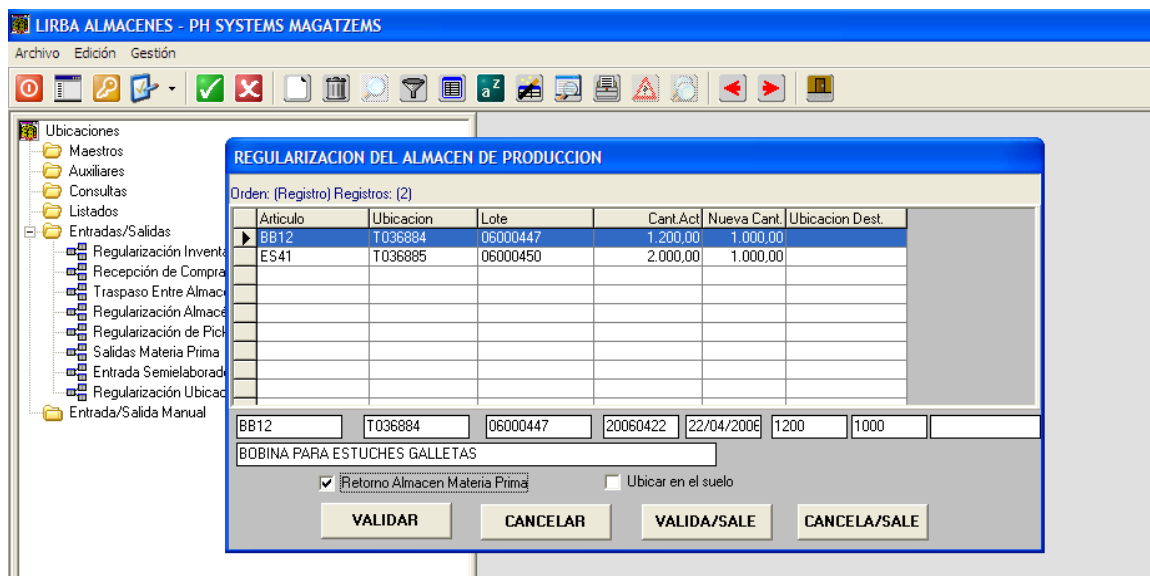 LIRBA ALMACENES - PH SYSTEMS MAGATZEMS
Archivo Edición Gestión
Ubicaciones
Maestros
Auxiliares
Consultas
Listados
Entradas/Salidas
Regularización Inventa
Recepción de Compra
Traspaso Entre Almac
Regularización Almacé
Regularización de Pick
Salidas Materia Prima
Entrada Semielaborad
Regularización Ubicac
Entrada/Salida Manual
REGULARIZACION DEL ALMACEN DE PRODUCCION
Orden: (Registro) Registros: (2)
Articulo Ubicacion Lote Cant.Act Nueva Cant. Ubicacion Dest.
BB12 T036884 06000447 1.200,00 1.000,00
ES41 T036885 06000450 2.000,00 1.000,00
BB12 T036884 06000447 20060422 22/04/2006 1200 1000
BOBINA PARA ESTUCHES GALLETAS
Retorno Almacen Materia Prima Ubicar en el suelo
VALIDAR CANCELAR VALIDA/SALE CANCELA/SALE